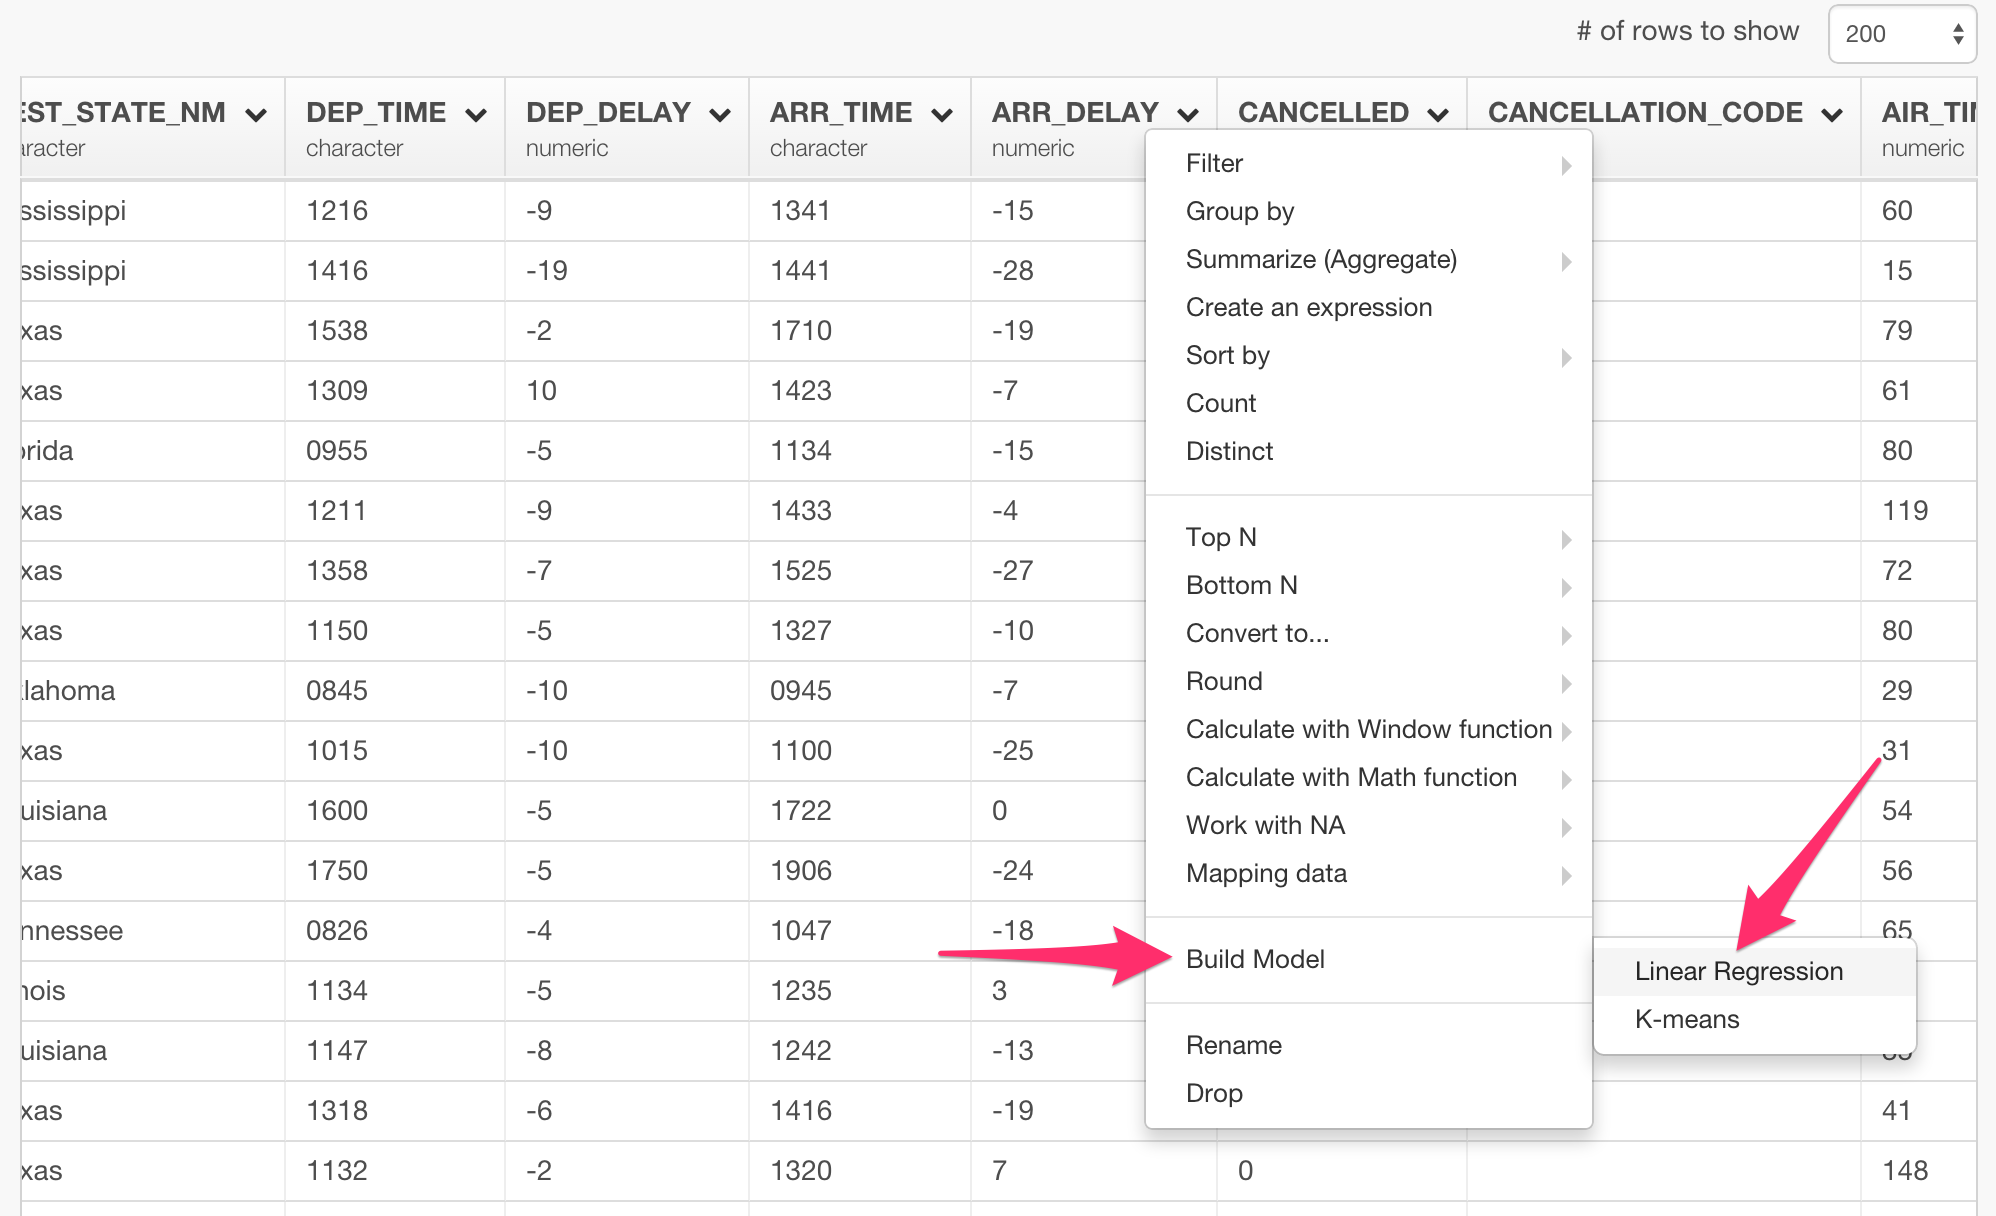 # of rows to show 200
EST_STATE_NM DEP_TIME DEP_DELAY ARR_TIME ARR_DELAY CANCELLED CANCELLATION_CODE AIR_TIM
aracter character numeric character numeric numeric
ssissippi 1216 -9 1341 -15 60
ssissippi 1416 -19 1441 -28 15
xas 1538 -2 1710 -19 79
xas 1309 10 1423 -7 61
orida 0955 -5 1134 -15 80
xas 1211 -9 1433 -4 119
xas 1358 -7 1525 -27 72
xas 1150 -5 1327 -10 80
klahoma 0845 -10 0945 -7 29
xas 1015 -10 1100 -25 31
uisiana 1600 -5 1722 0 54
xas 1750 -5 1906 -24 56
nnessee 0826 -4 1047 -18 65
nois 1134 -5 1235 3
uisiana 1147 -8 1242 -13
xas 1318 -6 1416 -19 41
xas 1132 -2 1320 7 0 148
Filter
Group by
Summarize (Aggregate)
Create an expression
Sort by
Count
Distinct
Top N
Bottom N
Convert to...
Round
Calculate with Window function
Calculate with Math function
Work with NA
Mapping data
Build Model
Rename
Drop
Linear Regression
K-means